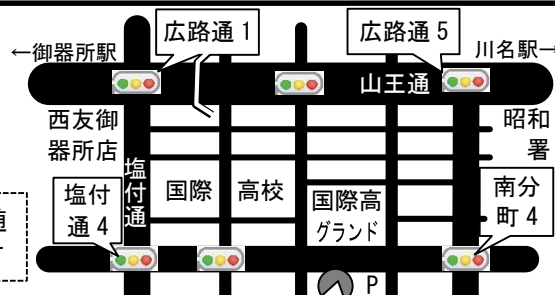 広路通 1
広路通 5
←御器所駅
川名駅→
山王通
西友御
器所店
昭和
署
塩付通
国際
高校
国際高
グランド
塩付
通 4
南分
町 4
P